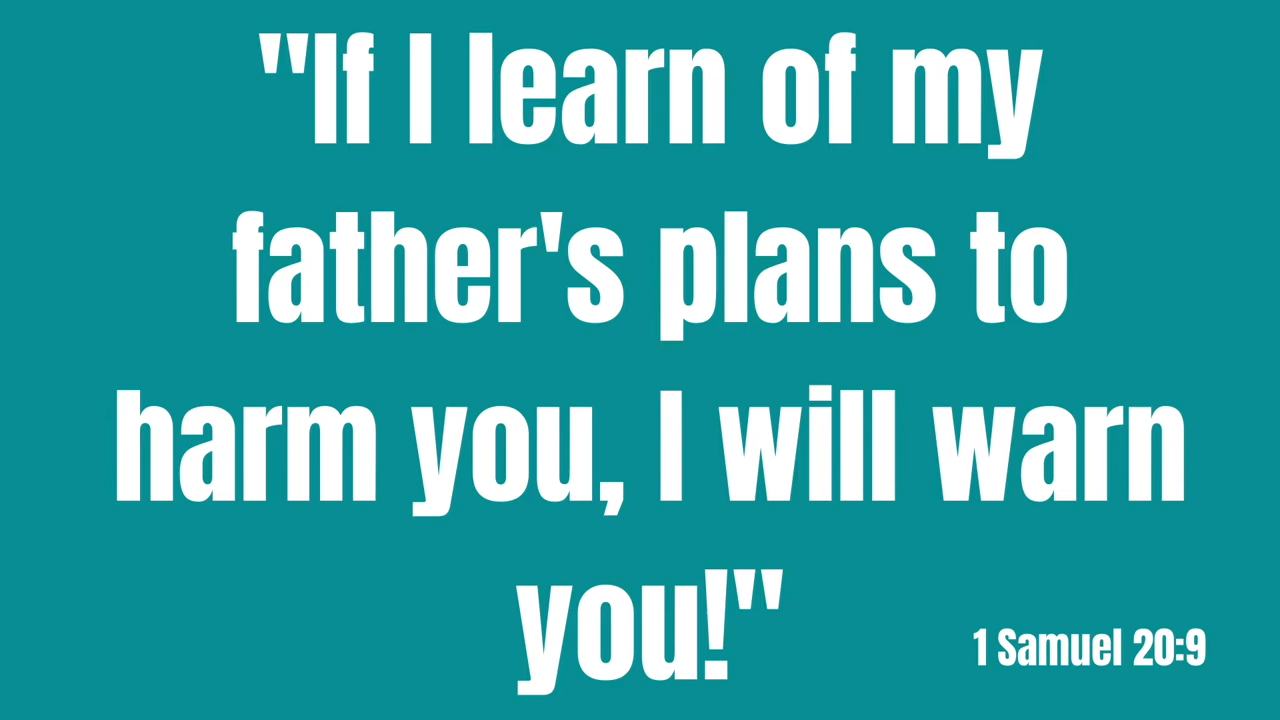 "If I learn of my
father's plans to
harm you, I will warn
you!"
1 Samuel 20:9